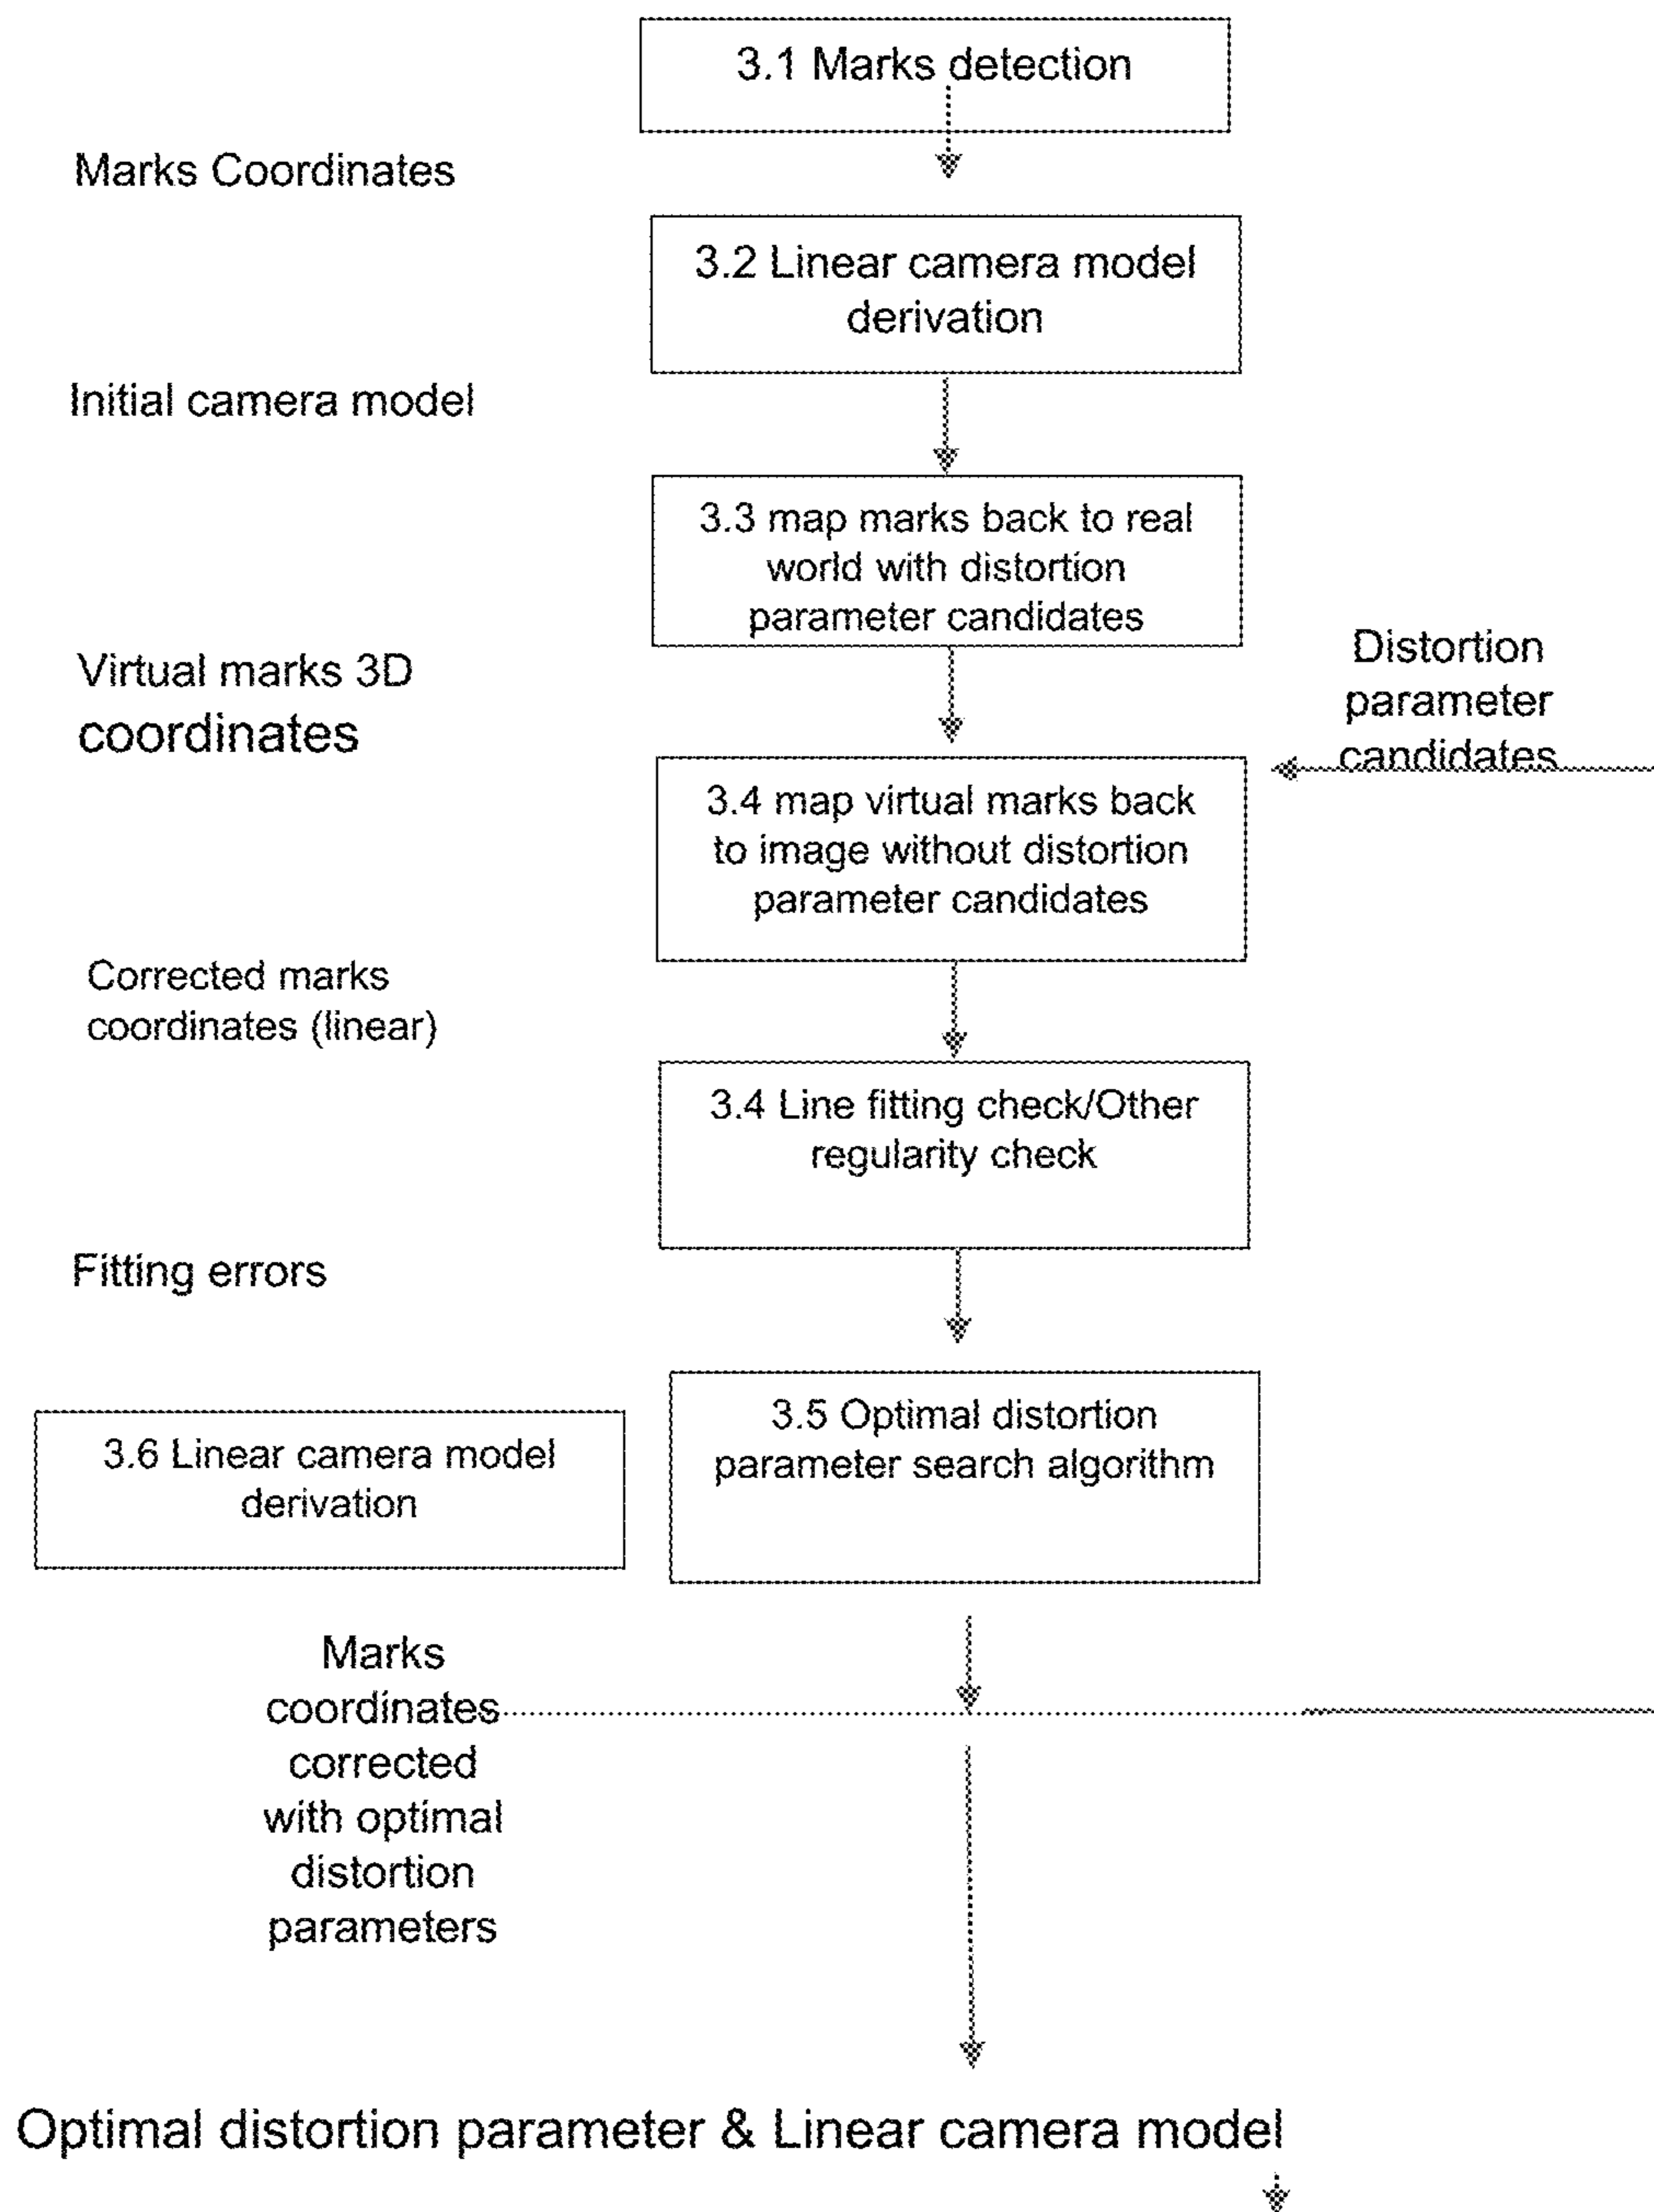 3.1 Marks detection
Marks Coordinates
3.2 Linear camera model
derivation
Initial camera model
3.3 map marks back to real
world with distortion
parameter candidates
Virtual marks 3D
coordinates
Distortion
parameter
candidates
3.4 map virtual marks back
to image without distortion
parameter candidates
Corrected marks
coordinates (linear)
3.4 Line fitting check/Other
regularity check
Fitting errors
3.5 Optimal distortion
parameter search algorithm
3.6 Linear camera model
derivation
Marks
coordinates
corrected
with optimal
distortion
parameters
Optimal distortion parameter & Linear camera model